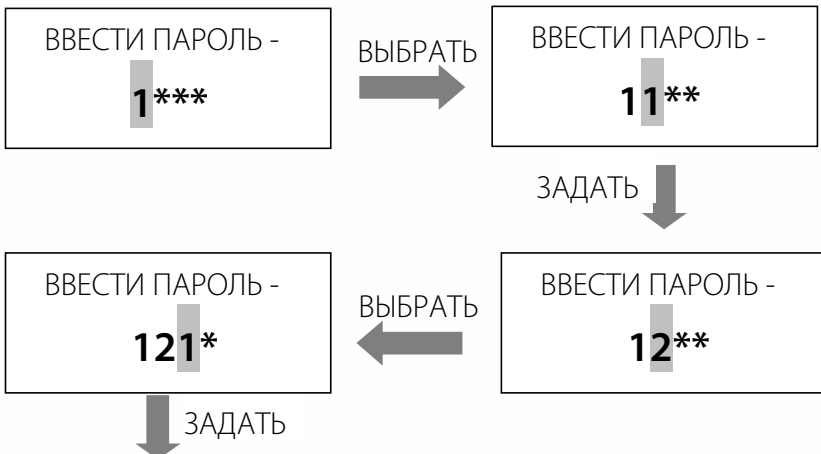 ВВЕСТИ ПАРОЛЬ -
1***
ВЫБРАТЬ
ВВЕСТИ ПАРОЛЬ -
11**
ЗАДАТЬ
ВВЕСТИ ПАРОЛЬ -
12**
ВЫБРАТЬ
ВВЕСТИ ПАРОЛЬ -
121*
ЗАДАТЬ